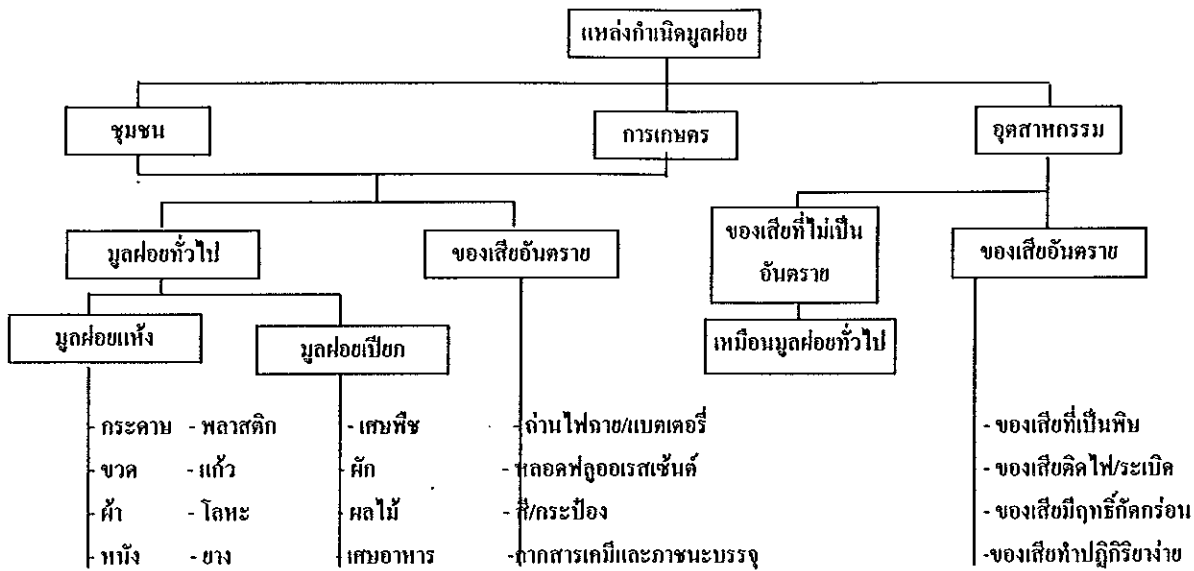 แหล่งกำเนิดมูลฝอย
ชุมชน
การเกษตร
อุตสาหกรรม
มูลฝอยทั่วไป
ของเสียอันตราย
ของเสียที่ไม่เป็น
อันตราย
ของเสียอันตราย
มูลฝอยแห้ง
มูลฝอยเปียก
เหมือนมูลฝอยทั่วไป
- กระดาษ - พลาสติก
- ขวด - แก้ว
- ผ้า - โลหะ
- หนัง - ยาง
- เศษพืช
- ผัก
- ผลไม้
- เศษอาหาร
- ถ่านไฟฉาย/แบตเตอรี่
- หลอดฟลูออเรสเซ้นต์
- สี/กระป๋อง
- กากสารเคมีและภาชนะบรรจุ
- ของเสียที่เป็นพิษ
- ของเสียติดไฟ/ระเบิด
- ของเสียมีฤทธิ์กัดกร่อน
-ของเสียทำปฏิกิริยาง่าย